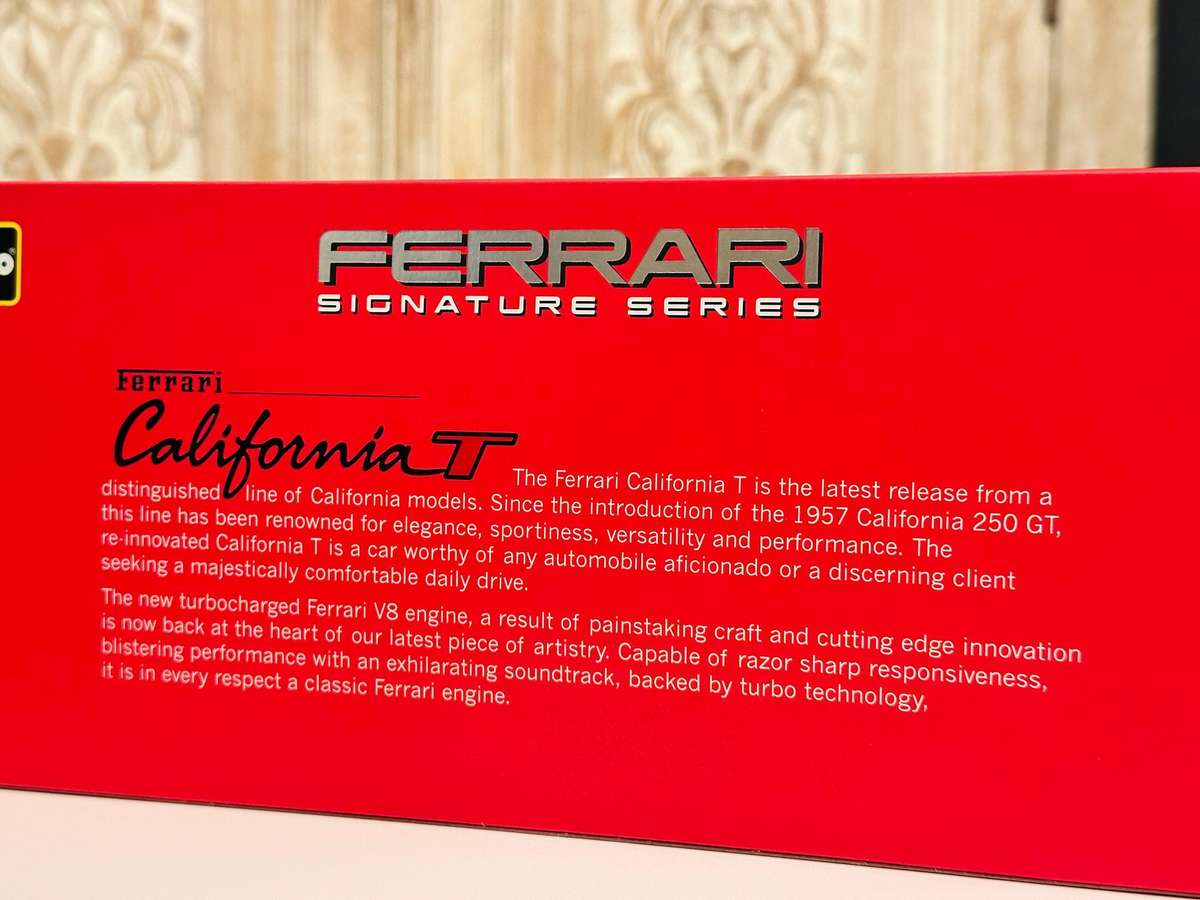 FERRARI
SIGNATURE SERIES
Ferrari
California T
The Ferrari California T is the latest release from a
distinguished line of California models. Since the introduction of the 1957 California 250 GT,
this line has been renowned for elegance, sportiness, versatility and performance. The
re-innovated California T is a car worthy of any automobile aficionado or a discerning client
seeking a majestically comfortable daily drive.
The new turbocharged Ferrari V8 engine, a result of painstaking craft and cutting edge innovation
is now back at the heart of our latest piece of artistry. Capable of razor sharp responsiveness,
blistering performance with an exhilarating soundtrack, backed by turbo technology,
it is in every respect a classic Ferrari engine.